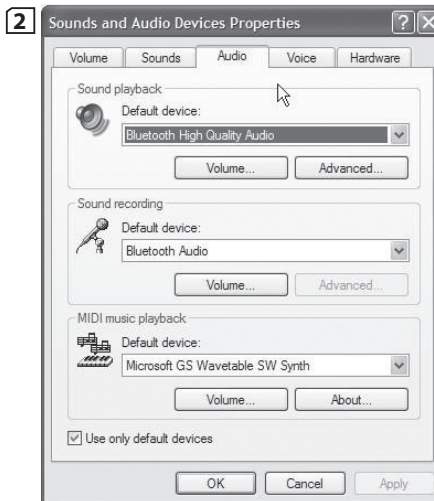 2
Sounds and Audio Devices Properties
Volume Sounds Audio Voice Hardware
Sound playback
Default device:
Bluetooth High Quality Audio
Volume... Advanced...
Sound recording
Default device:
Bluetooth Audio
Volume... Advanced...
MIDI music playback
Default device:
Microsoft GS Wavetable SW Synth
Volume... About...
Use only default devices
OK Cancel Apply